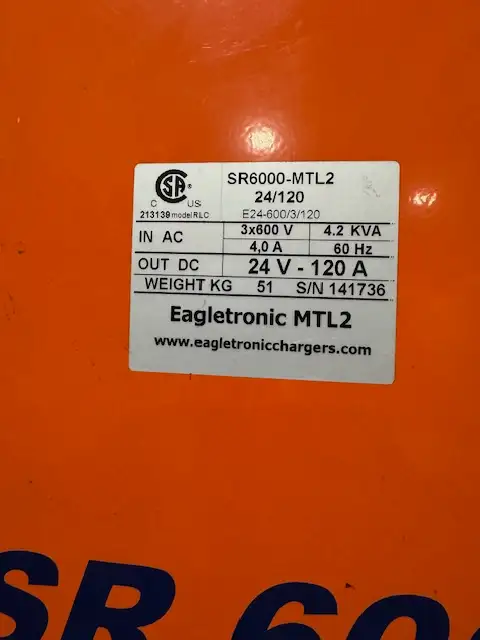 SR6000-MTL2
24/120
CSA®
C US
213139 model RLC
E24-600/3/120
IN AC 3x600 V 4.2 KVA
4,0 A 60 Hz
OUT DC 24 V - 120 A
WEIGHT KG 51 S/N 141736
Eagletronic MTL2
www.eagletronicchargers.com
SR 60